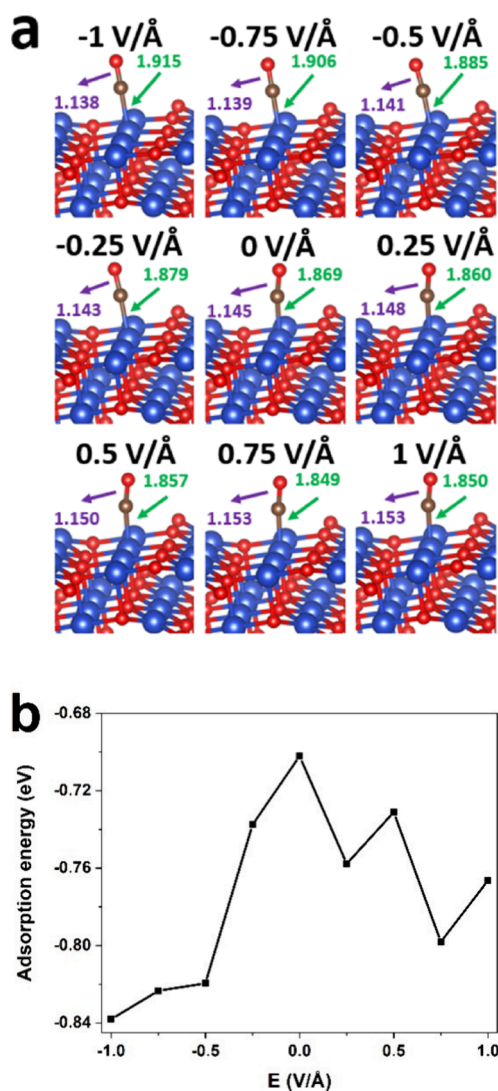 a
-1 V/Å -0.75 V/Å -0.5 V/Å
1.915 1.906 1.885
1.138 1.139 1.141
-0.25 V/Å 0 V/Å 0.25 V/Å
1.879 1.869 1.860
1.143 1.145 1.148
0.5 V/Å 0.75 V/Å 1 V/Å
1.857 1.849 1.850
1.150 1.153 1.153
b
-0.68
-0.72
-0.76
-0.80
-0.84
Adsorption energy (eV)
-1.0 -0.5 0.0 0.5 1.0
E (V/Å)